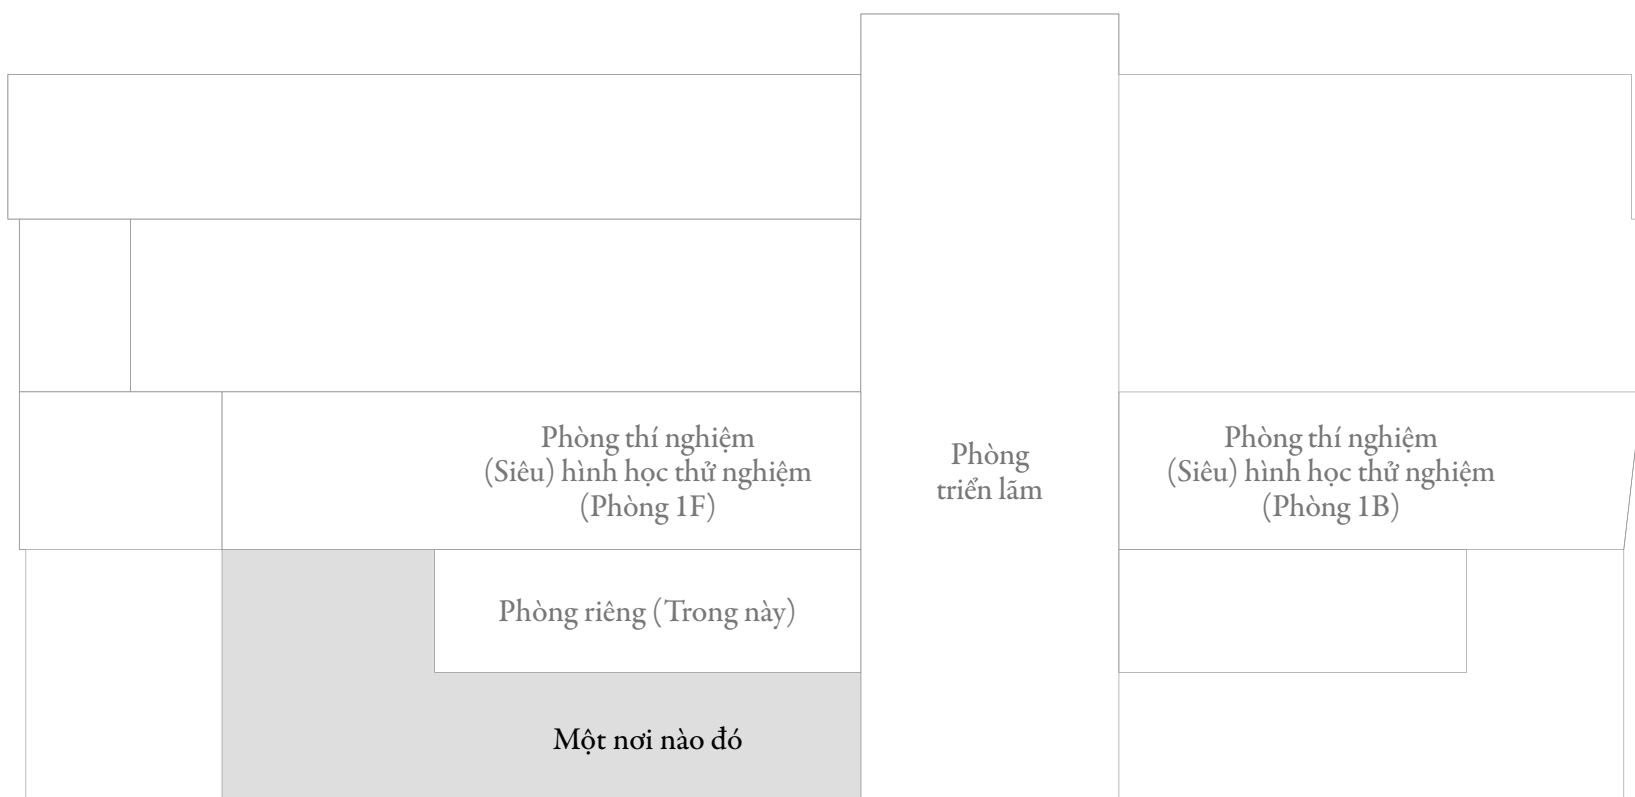 Phòng thí nghiệm
(Siêu) hình học thử nghiệm
(Phòng 1F)
Phòng
triển lãm
Phòng thí nghiệm
(Siêu) hình học thử nghiệm
(Phòng 1B)
Phòng riêng (Trong này)
Một nơi nào đó